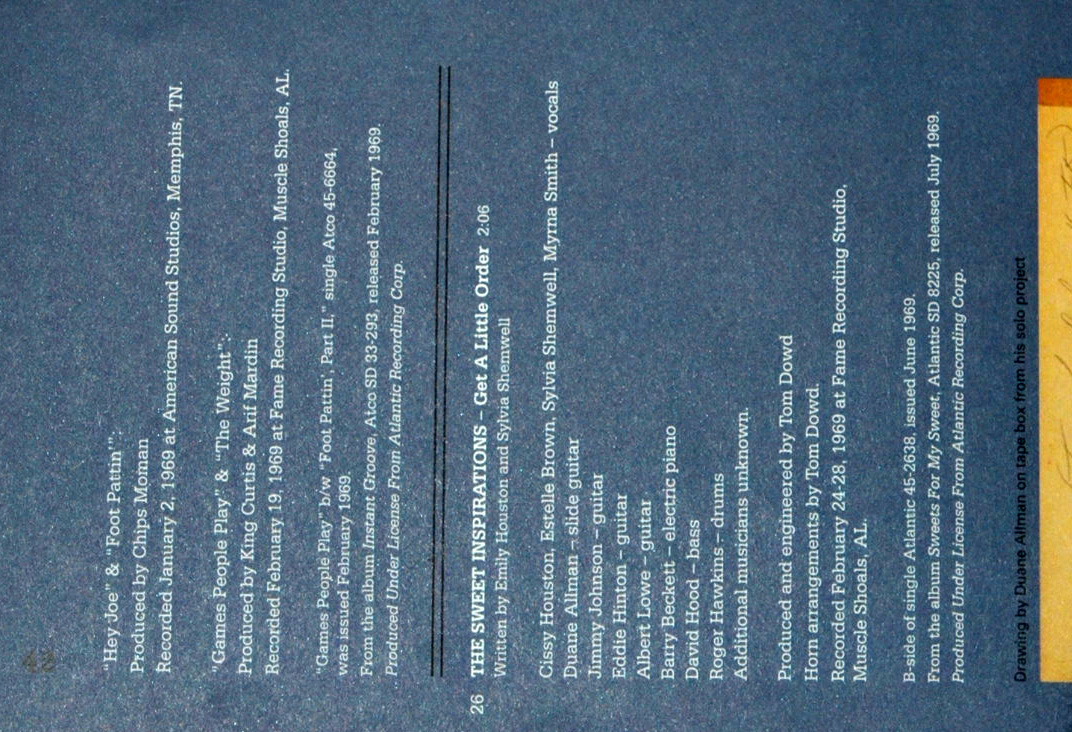 "Hey Joe" & "Foot Pattin'":
Produced by Chips Moman
Recorded January 2, 1969 at American Sound Studios, Memphis, TN.
"Games People Play" & "The Weight":
Produced by King Curtis & Arif Mardin
Recorded February 19, 1969 at Fame Recording Studio, Muscle Shoals, AL.
"Games People Play" b/w "Foot Pattin', Part II," single Atco 45-6664,
was issued February 1969.
From the album Instant Groove, Atco SD 33-293, released February 1969.
Produced Under License From Atlantic Recording Corp.
26 THE SWEET INSPIRATIONS – Get A Little Order 2:06
Written by Emily Houston and Sylvia Shemwell
Cissy Houston, Estelle Brown, Sylvia Shemwell, Myrna Smith – vocals
Duane Allman – slide guitar
Jimmy Johnson – guitar
Eddie Hinton – guitar
Albert Lowe – guitar
Barry Beckett – electric piano
David Hood – bass
Roger Hawkins – drums
Additional musicians unknown.
Produced and engineered by Tom Dowd
Horn arrangements by Tom Dowd.
Recorded February 24-28, 1969 at Fame Recording Studio,
Muscle Shoals, AL.
B-side of single Atlantic 45-2638, issued June 1969.
From the album Sweets For My Sweet, Atlantic SD 8225, released July 1969.
Produced Under License From Atlantic Recording Corp.
Drawing by Duane Allman on tape box from his solo project